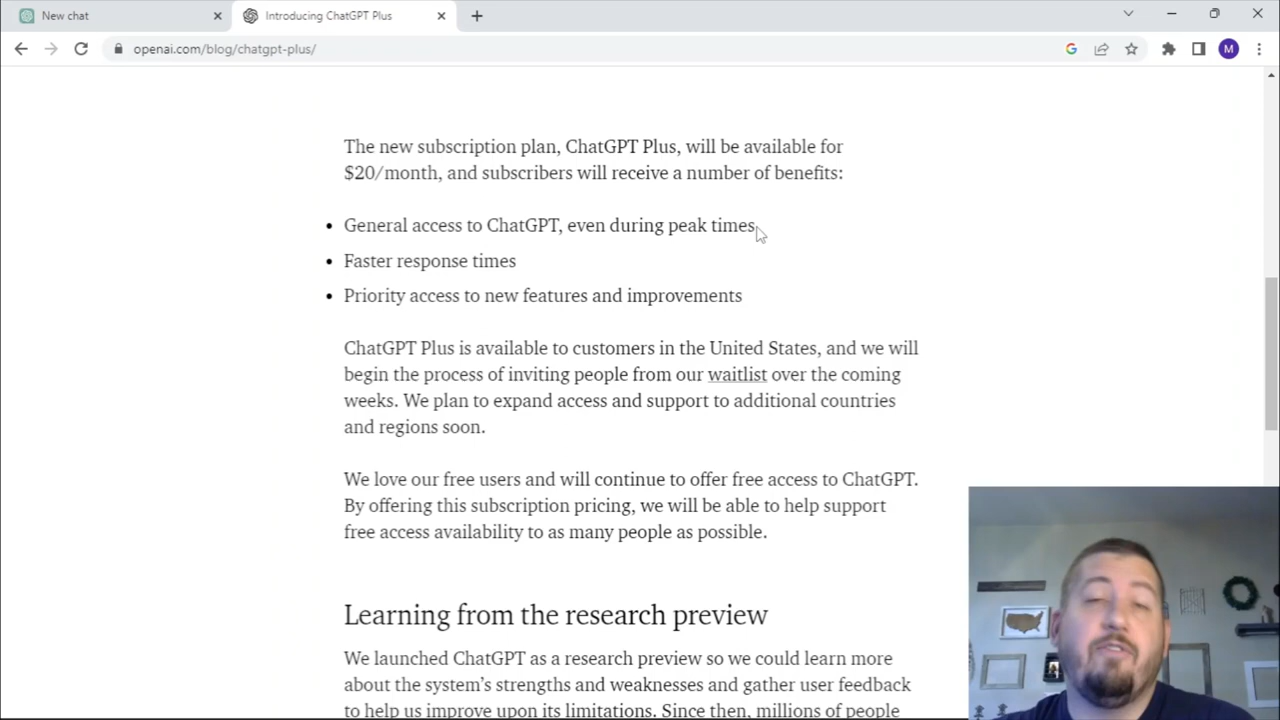 New chat
Introducing ChatGPT Plus
openai.com/blog/chatgpt-plus/
M
The new subscription plan, ChatGPT Plus, will be available for
$20/month, and subscribers will receive a number of benefits:
• General access to ChatGPT, even during peak times
• Faster response times
• Priority access to new features and improvements
ChatGPT Plus is available to customers in the United States, and we will
begin the process of inviting people from our waitlist over the coming
weeks. We plan to expand access and support to additional countries
and regions soon.
We love our free users and will continue to offer free access to ChatGPT.
By offering this subscription pricing, we will be able to help support
free access availability to as many people as possible.
Learning from the research preview
We launched ChatGPT as a research preview so we could learn more
about the system's strengths and weaknesses and gather user feedback
to help us improve upon its limitations. Since then, millions of people